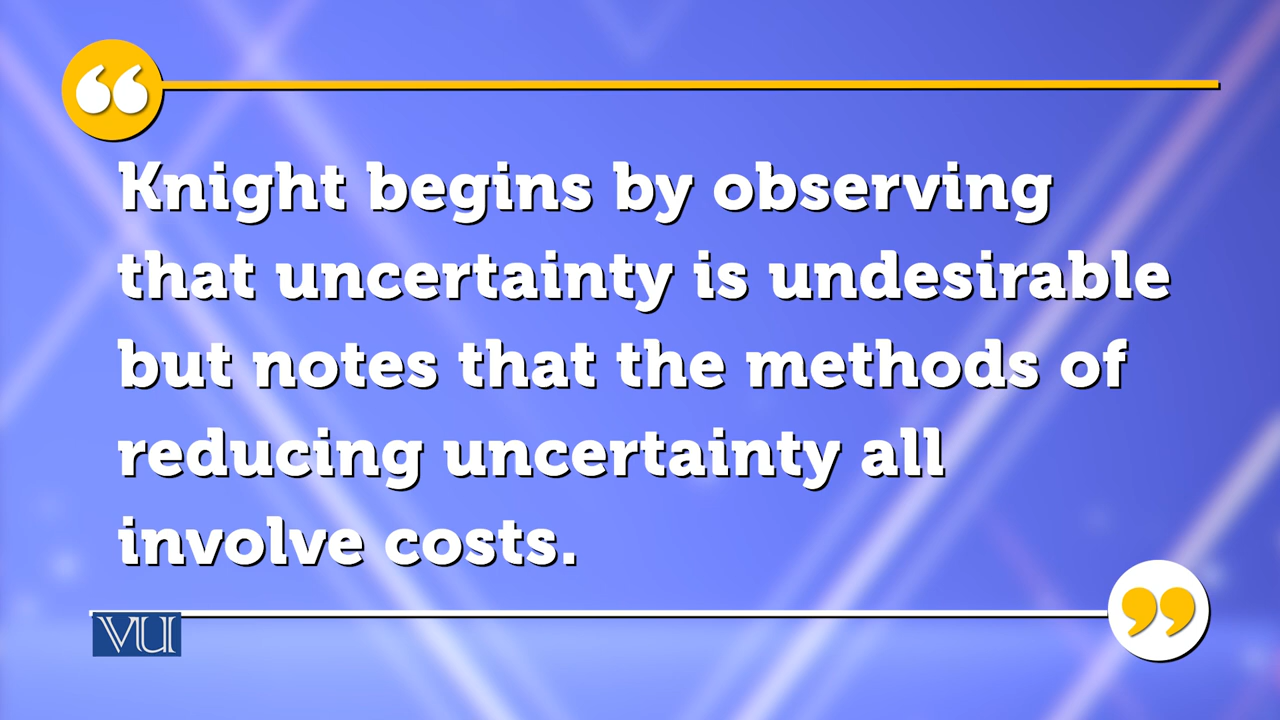 Knight begins by observing
that uncertainty is undesirable
but notes that the methods of
reducing uncertainty all
involve costs.
VU